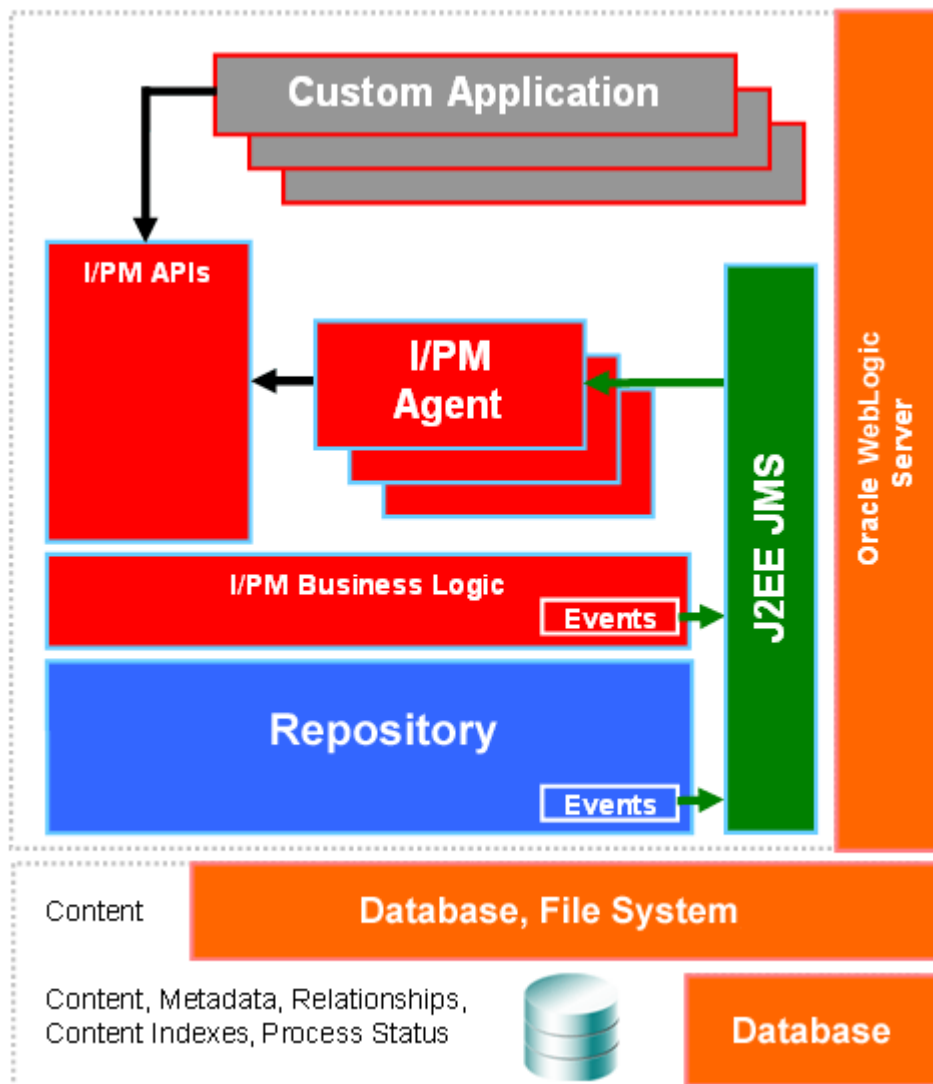 Custom Application
I/PM APIs
I/PM
Agent
J2EE JMS
Oracle WebLogic
Server
I/PM Business Logic
Events
Repository
Events
Content
Database, File System
Content, Metadata, Relationships,
Content Indexes, Process Status
Database